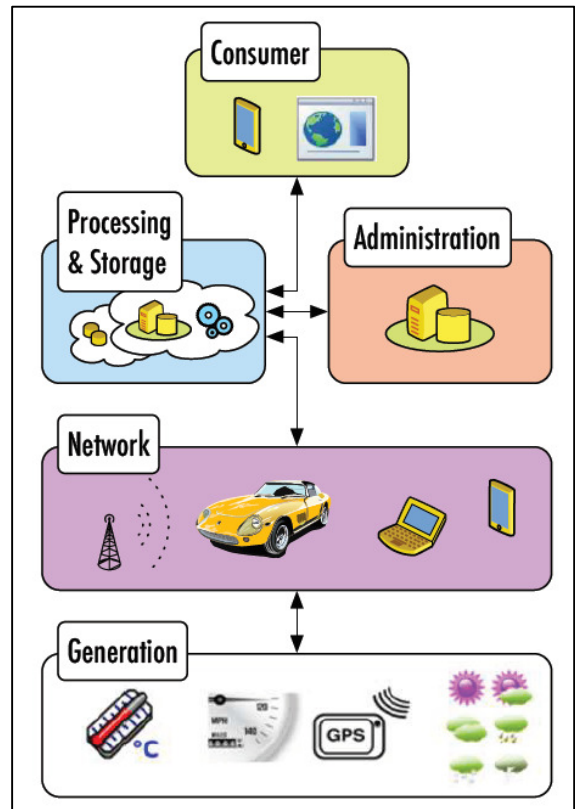 Consumer
Processing
& Storage
Administration
Network
Generation
°C
120
MPH
140
GPS